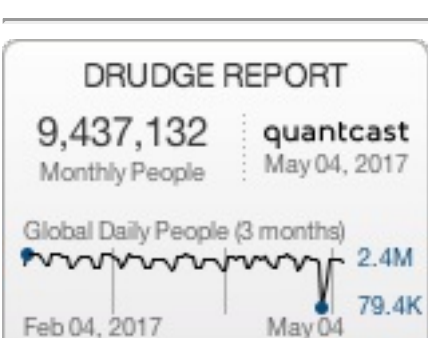 DRUDGE REPORT
9,437,132
Monthly People
quantcast
May 04, 2017
Global Daily People (3 months)
2.4M
79.4K
Feb 04, 2017
May 04